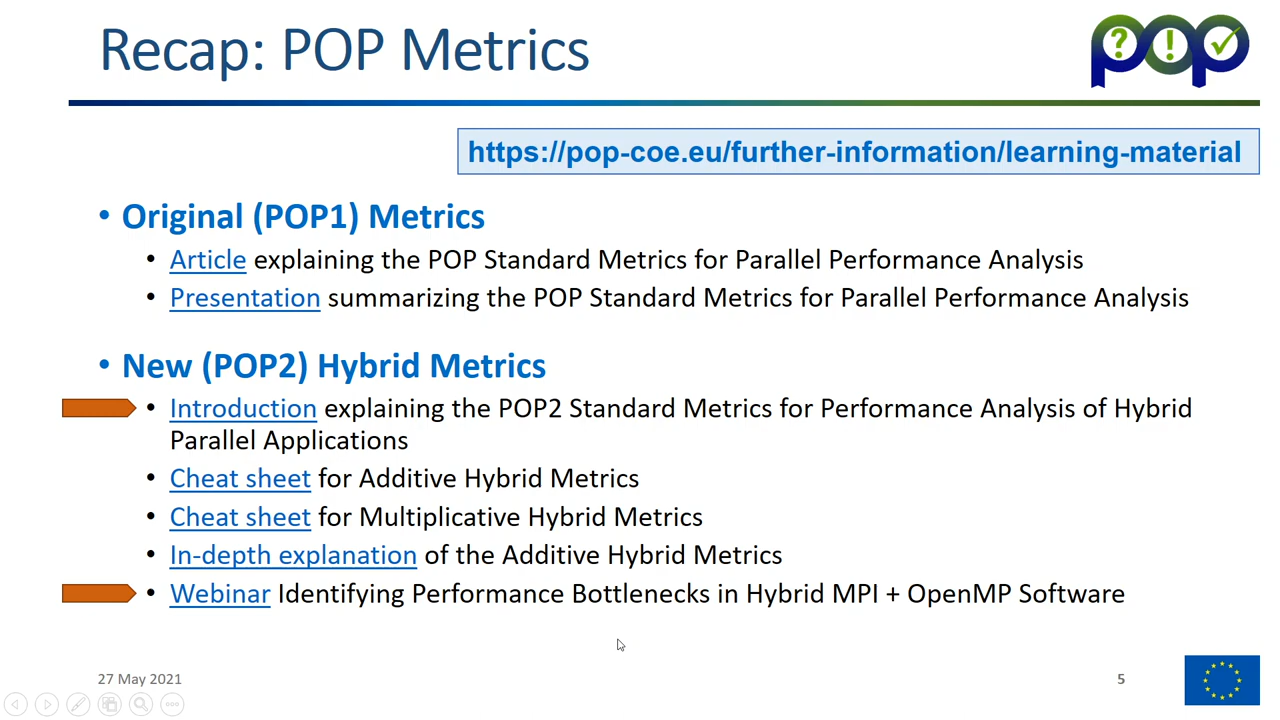 Recap: POP Metrics
pop
https://pop-coe.eu/further-information/learning-material
• Original (POP1) Metrics
• Article explaining the POP Standard Metrics for Parallel Performance Analysis
• Presentation summarizing the POP Standard Metrics for Parallel Performance Analysis
• New (POP2) Hybrid Metrics
• Introduction explaining the POP2 Standard Metrics for Performance Analysis of Hybrid
Parallel Applications
• Cheat sheet for Additive Hybrid Metrics
• Cheat sheet for Multiplicative Hybrid Metrics
• In-depth explanation of the Additive Hybrid Metrics
• Webinar Identifying Performance Bottlenecks in Hybrid MPI + OpenMP Software
27 May 2021
5